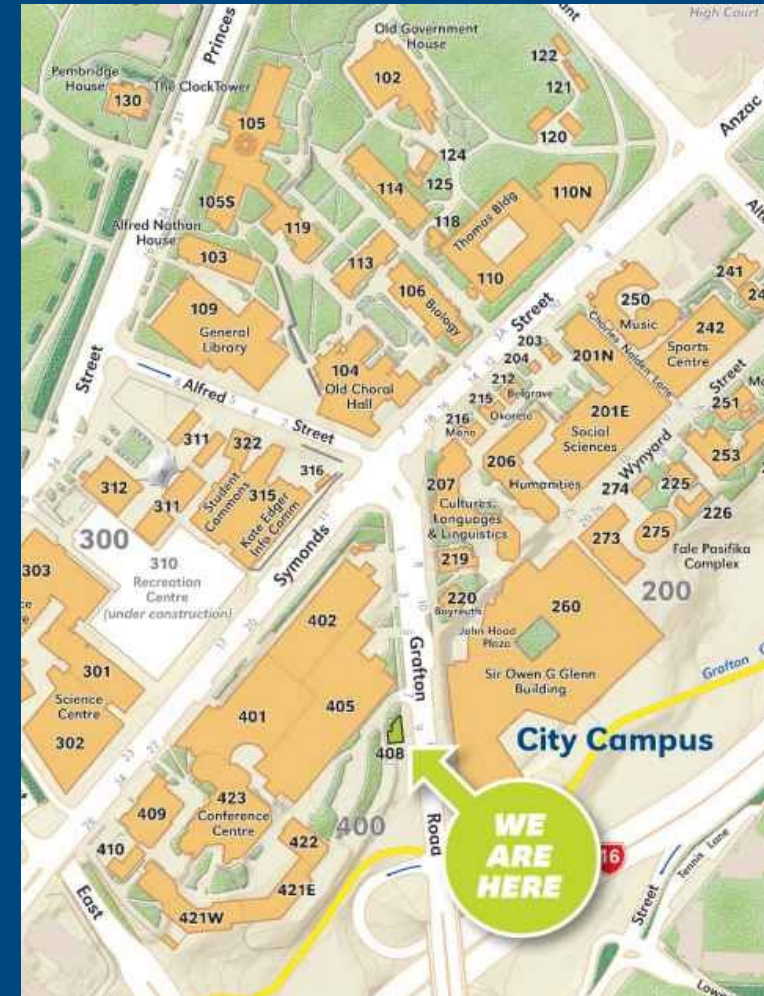 High Court
Princes
Old Government
House
122
Pembridge
House
130
The ClockTower
102
121
Anzac
105
120
124
114
125
110N
105S
118
Thomas Bldg
119
Alfred Nathan
House
103
113
110
241
106
Biology
250
Music
109
General
Library
Street
203
204
201N
Charles Nalden Lane
242
Sports
Centre
104
Old Choral
Hall
212
Belgrave
215
Okareta
216
Mono
201E
Social
Sciences
Street
251
Street
Alfred
Street
311
322
316
206
Humanities
Wynyard
253
312
311
Student
Commons
315
Kate Edger
Info Comm
207
Cultures,
Languages
& Linguistics
274
225
226
300
310
Recreation
Centre
(under construction)
Symonds
219
273
275
Fale Pasifika
Complex
303
402
220
Bayreuth
260
200
John Hood
Plaza
Grafton
Sir Owen G Glenn
Building
Grafton
301
Science
Centre
302
401
405
City Campus
408
409
423
Conference
Centre
400
422
Road
WE
ARE
HERE
16
Tennis Lane
410
421E
Street
East
421W